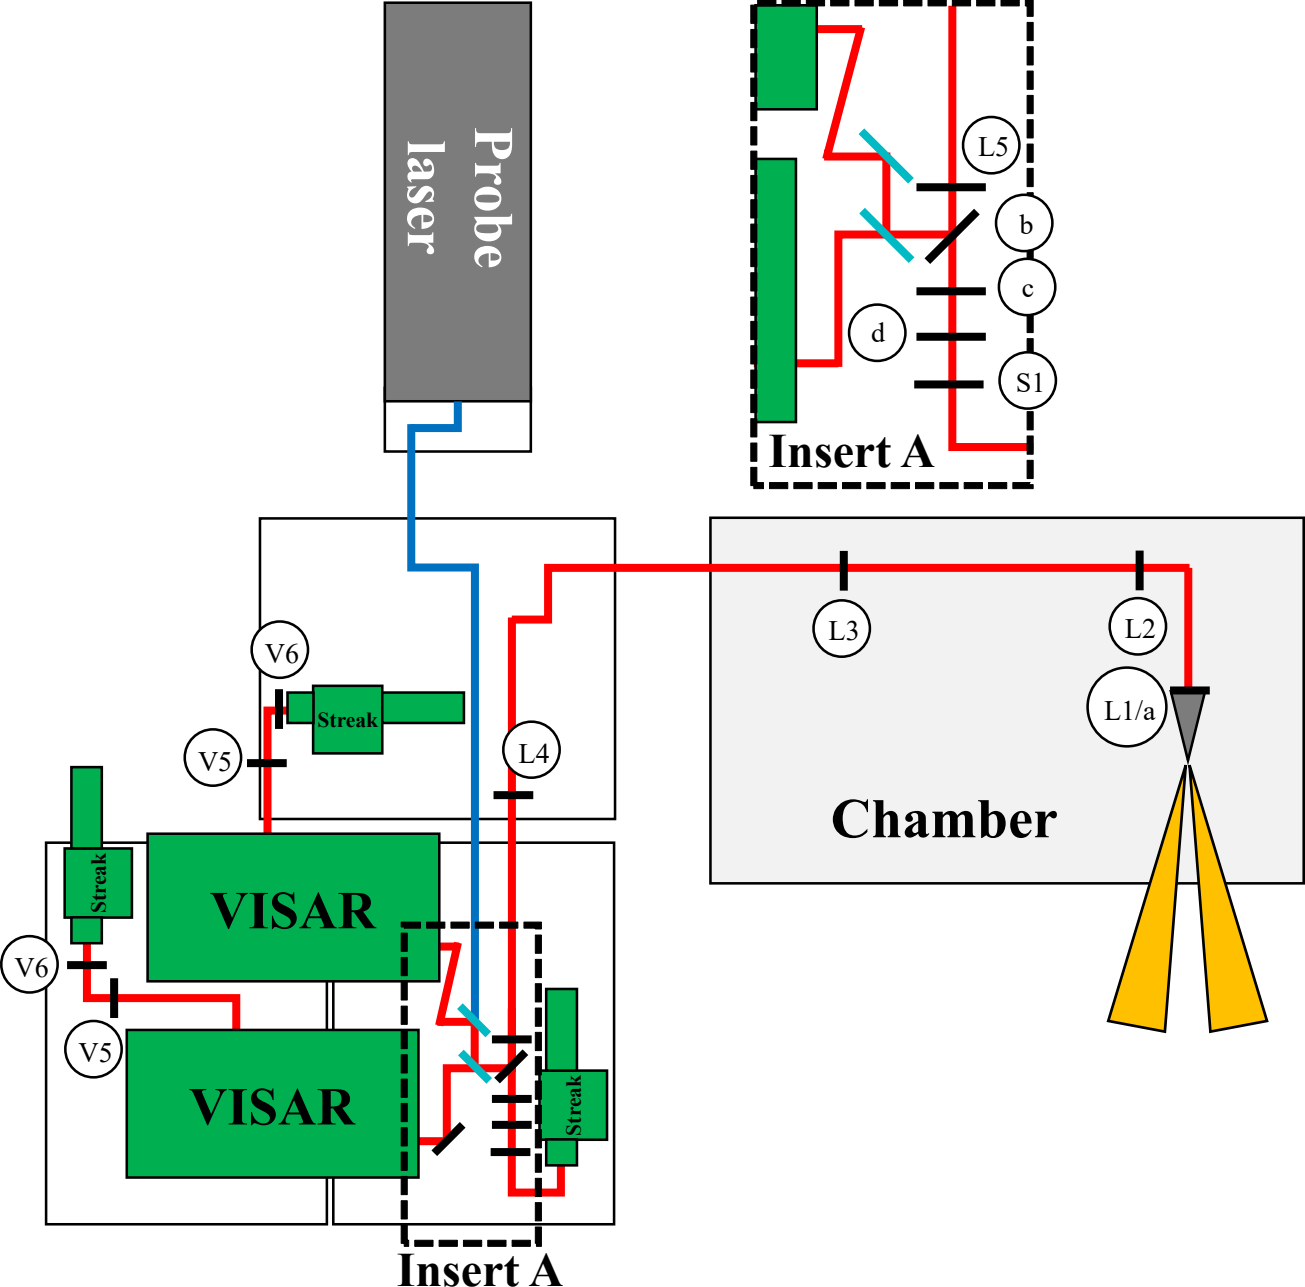 Probe
laser
L5
b
c
d
S1
Insert A
V6
Streak
V5
L4
L3
L2
L1/a
Chamber
Streak
VISAR
V6
V5
VISAR
Streak
Insert A